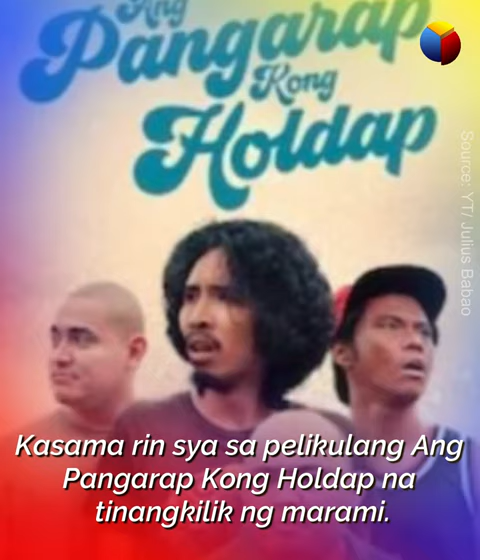 Ang
Pangarap
Kong
Holdap
Source: YT/ Julius Babao
Kasama rin sya sa pelikulang Ang
Pangarap Kong Holdap na
tinangkilik ng marami.